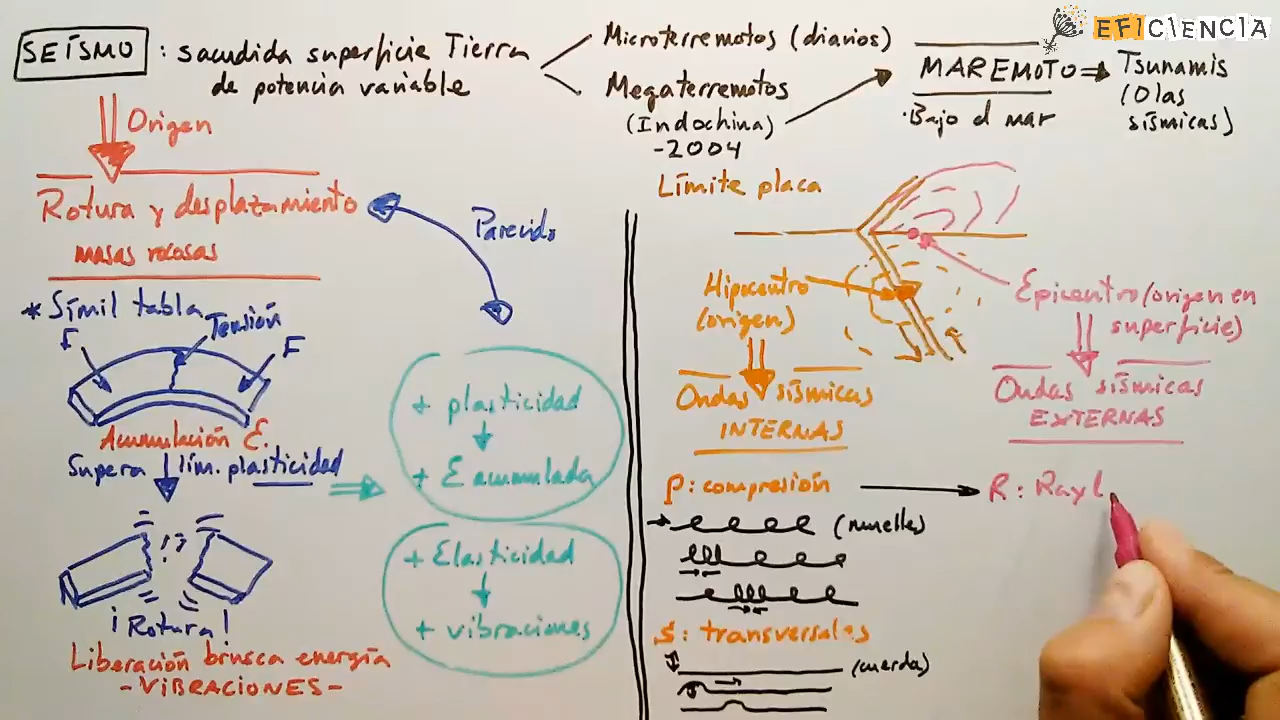 EFICIENCIA
SEÍSMO : sacudida superficie Tierra
de potencia variable
Microterremotos (diarios)
Megaterremotos
(Indochina)
-2004
MAREMOTO => Tsunamis
(Olas
sísmicas)
·Bajo el mar
Origen
Rotura y desplazamiento
masas rocosas
Parecido
* Símil tabla
Tensión
F
F
Acumulación E.
Supera lím. plasticidad
¡Rotura!
Liberación brusca energía
-VIBRACIONES-
+ plasticidad
+ E acumulada
+ Elasticidad
+ vibraciones
Límite placa
Hipocentro
(origen)
Epicentro (origen en
superficie)
Ondas sísmicas
INTERNAS
Ondas sísmicas
EXTERNAS
P: compresión
R: Rayl
(muelle)
S: transversales
(cuerda)